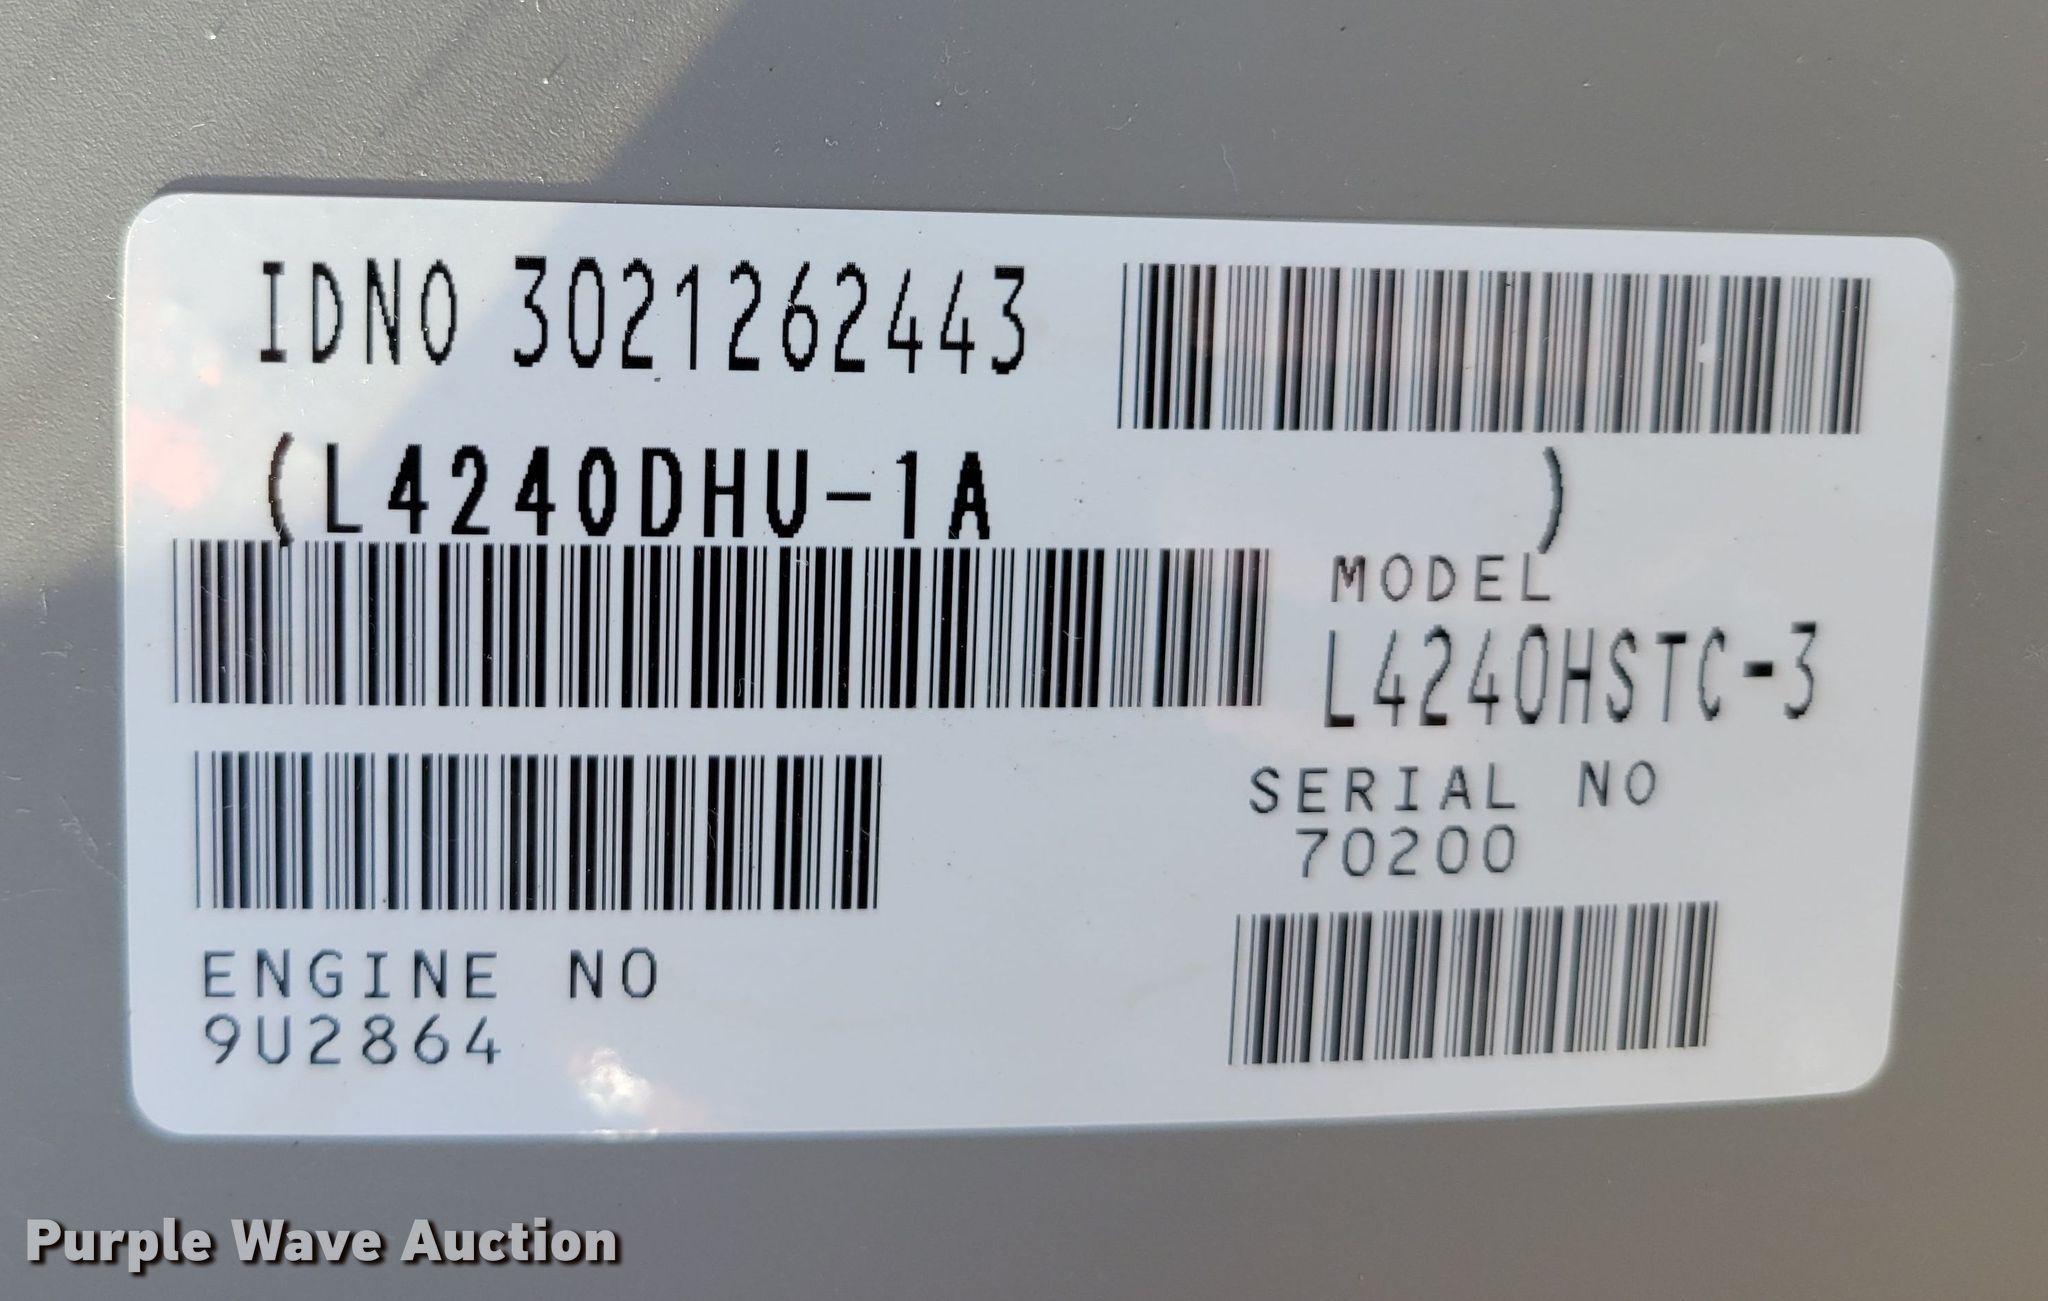 IDNO 3021262443
(L4240DHU-1A )
MODEL
L4240HSTC-3
SERIAL NO
70200
ENGINE NO
9U2864
Purple Wave Auction